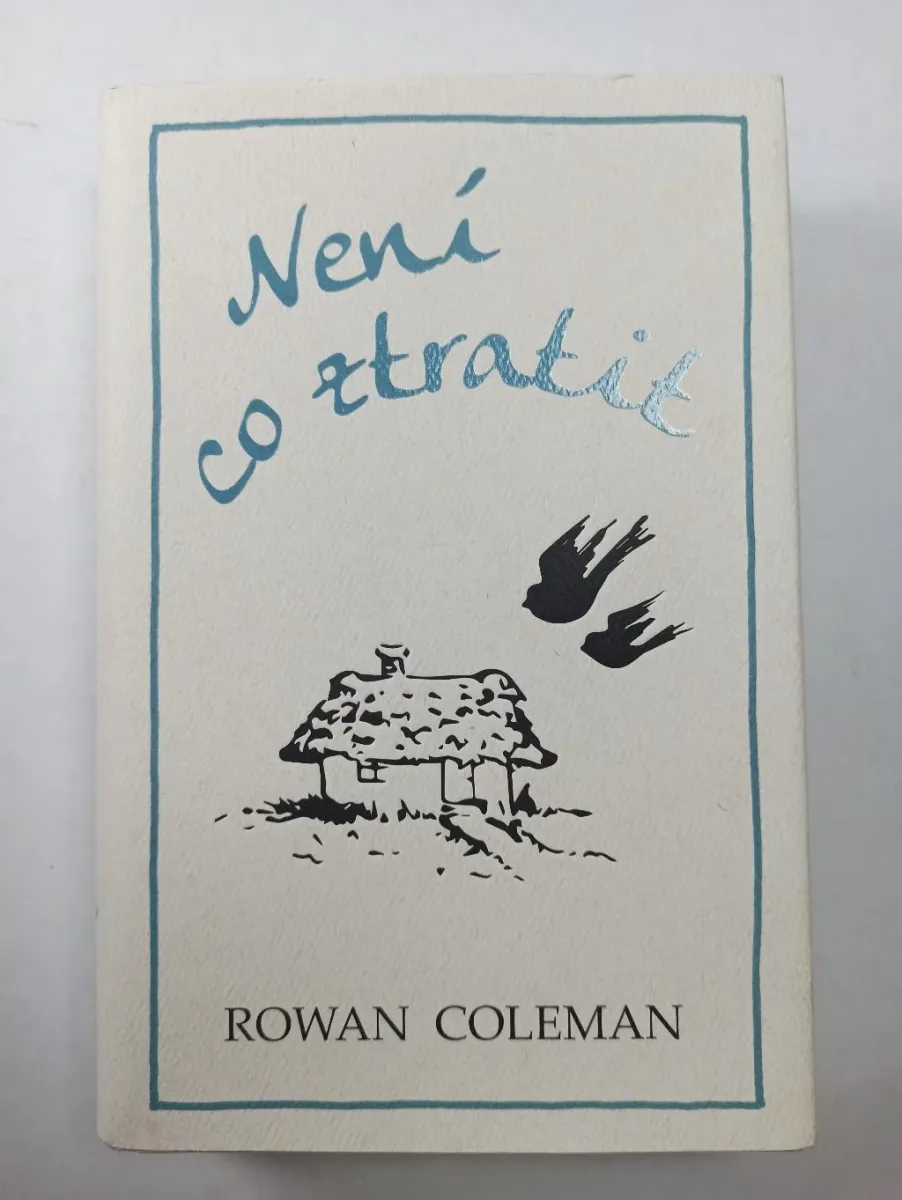 Není
co ztratit
ROWAN COLEMAN